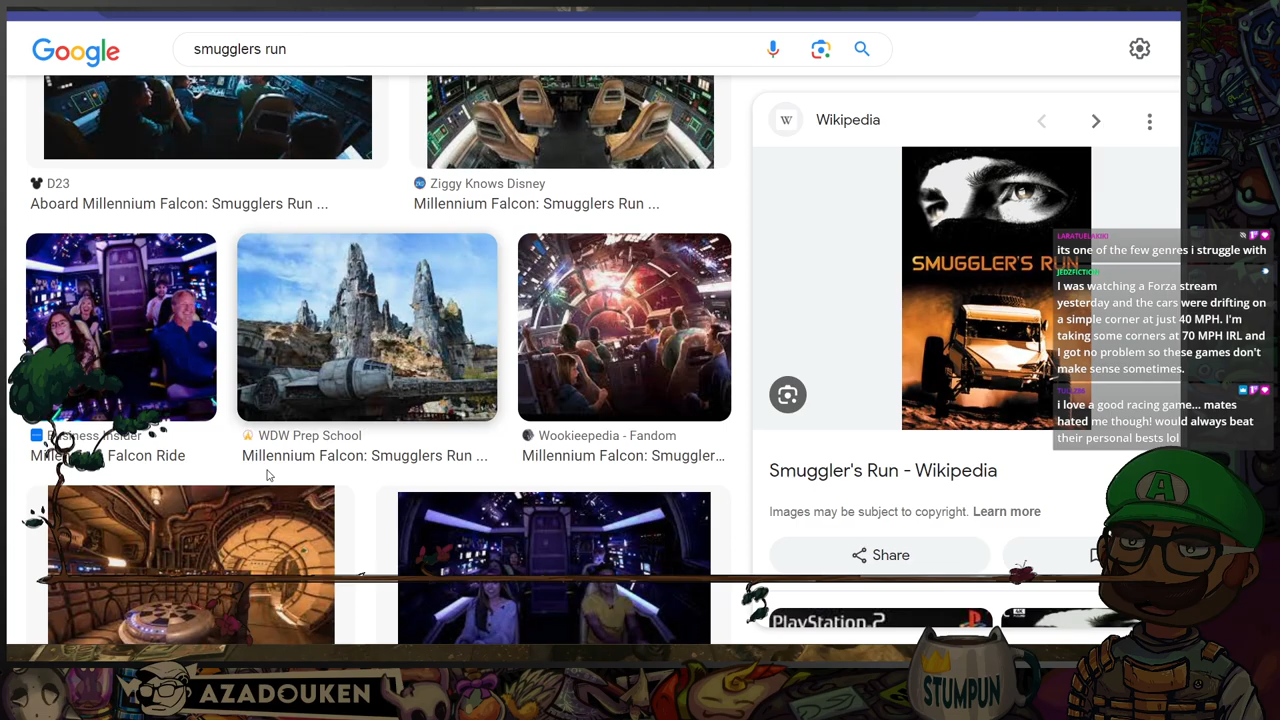 Google
smugglers run
D23
Aboard Millennium Falcon: Smugglers Run ...
Ziggy Knows Disney
Millennium Falcon: Smugglers Run ...
Business Insider
Falcon Ride
WDW Prep School
Millennium Falcon: Smugglers Run ...
Wookieepedia - Fandom
Millennium Falcon: Smuggler...
W
Wikipedia
SMUGGLER'S RUN
Smuggler's Run - Wikipedia
Images may be subject to copyright. Learn more
Share
PlayStation 2
its one of the few genres i struggle with
JEDZFICTION
I was watching a Forza stream
yesterday and the cars were drifting on
a simple corner at just 40 MPH. I'm
taking some corners at 70 MPH IRL and
I got no problem so these games don't
make sense sometimes.
i love a good racing game... mates
hated me though! would always beat
their personal bests lol
A
AZADOUKEN
STUMPUN